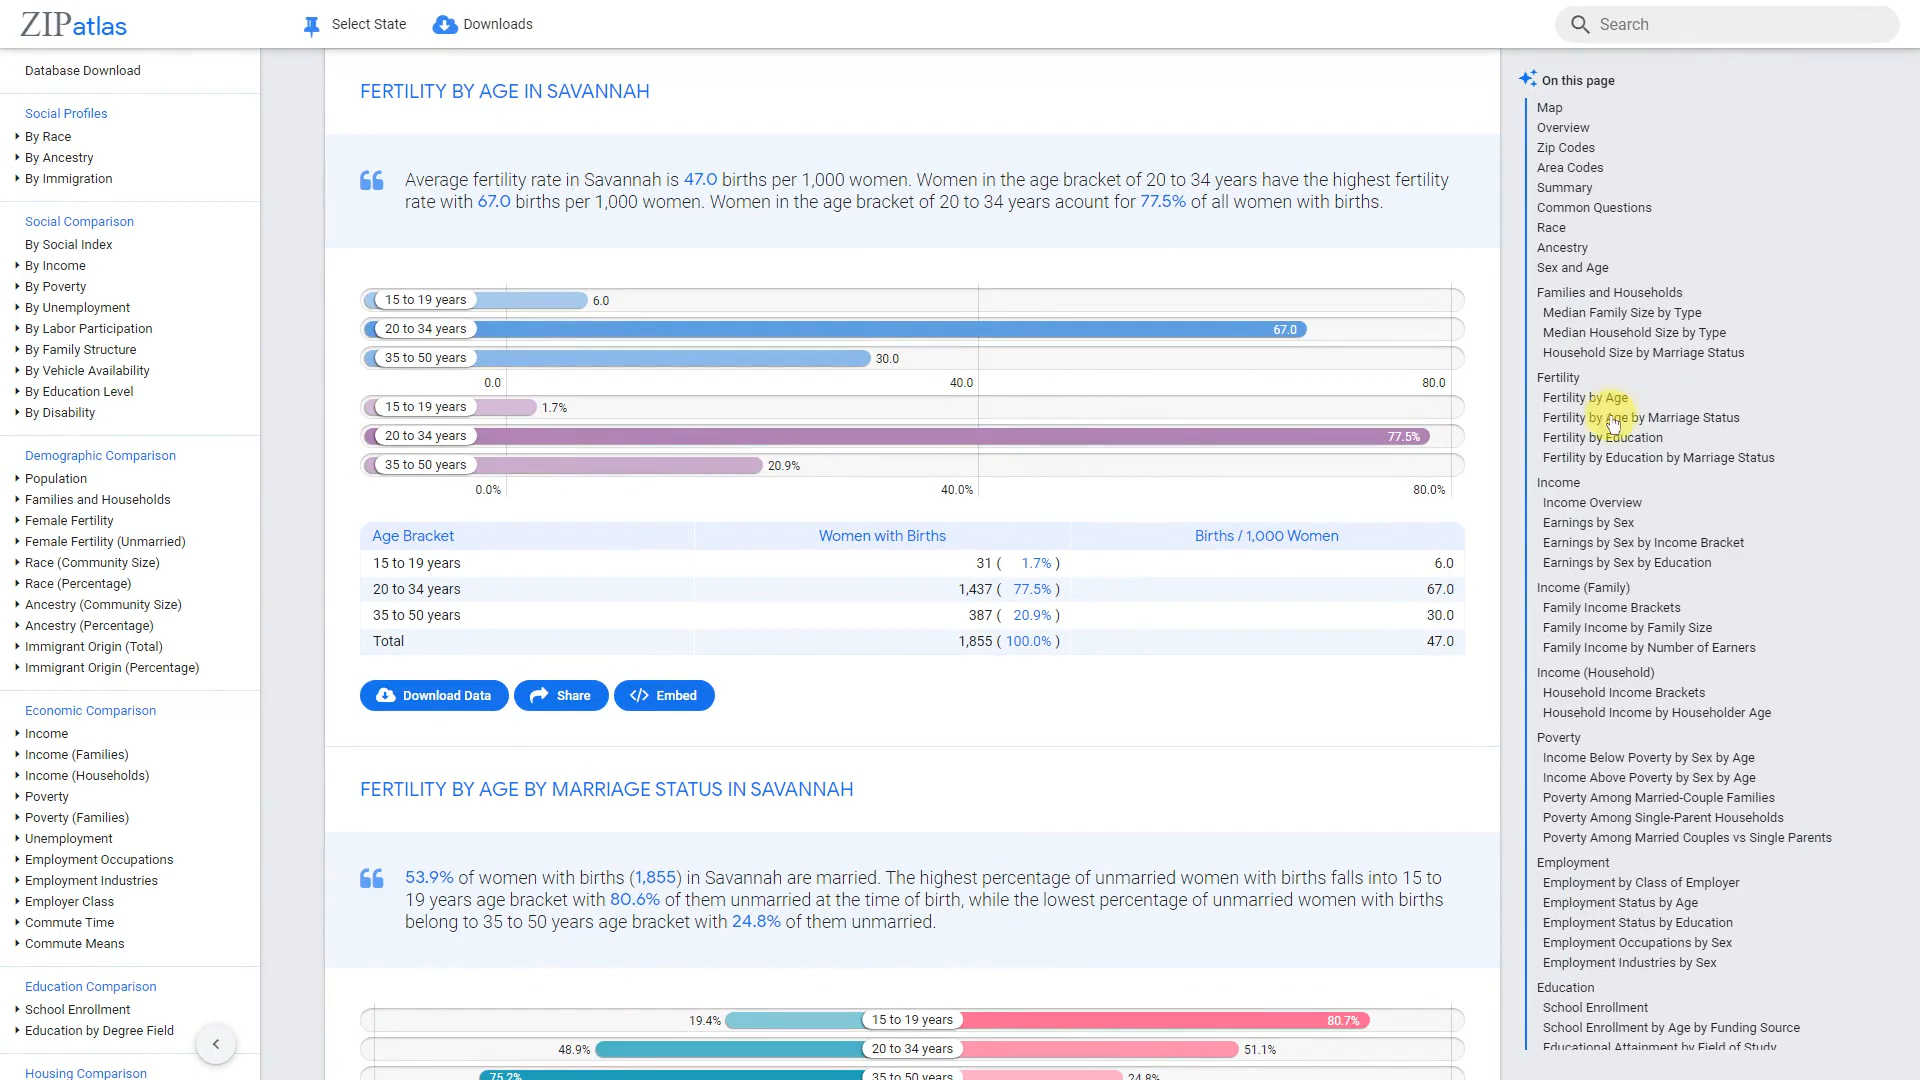 ZIPatlas
Select State
Downloads
Search
Database Download
Social Profiles
By Race
By Ancestry
By Immigration
Social Comparison
By Social Index
By Income
By Poverty
By Unemployment
By Labor Participation
By Family Structure
By Vehicle Availability
By Education Level
By Disability
Demographic Comparison
Population
Families and Households
Female Fertility
Female Fertility (Unmarried)
Race (Community Size)
Race (Percentage)
Ancestry (Community Size)
Ancestry (Percentage)
Immigrant Origin (Total)
Immigrant Origin (Percentage)
Economic Comparison
Income
Income (Families)
Income (Households)
Poverty
Poverty (Families)
Unemployment
Employment Occupations
Employment Industries
Employer Class
Commute Time
Commute Means
Education Comparison
School Enrollment
Education by Degree Field
Housing Comparison
FERTILITY BY AGE IN SAVANNAH
Average fertility rate in Savannah is 47.0 births per 1,000 women. Women in the age bracket of 20 to 34 years have the highest fertility
rate with 67.0 births per 1,000 women. Women in the age bracket of 20 to 34 years acount for 77.5% of all women with births.
15 to 19 years 6.0
20 to 34 years 67.0
35 to 50 years 30.0
0.0 40.0 80.0
15 to 19 years 1.7%
20 to 34 years 77.5%
35 to 50 years 20.9%
0.0% 40.0% 80.0%
Age Bracket Women with Births Births / 1,000 Women
15 to 19 years 31 ( 1.7% ) 6.0
20 to 34 years 1,437 ( 77.5% ) 67.0
35 to 50 years 387 ( 20.9% ) 30.0
Total 1,855 ( 100.0% ) 47.0
Download Data Share Embed
FERTILITY BY AGE BY MARRIAGE STATUS IN SAVANNAH
53.9% of women with births (1,855) in Savannah are married. The highest percentage of unmarried women with births falls into 15 to
19 years age bracket with 80.6% of them unmarried at the time of birth, while the lowest percentage of unmarried women with births
belong to 35 to 50 years age bracket with 24.8% of them unmarried.
19.4% 15 to 19 years 80.7%
48.9% 20 to 34 years 51.1%
75.2% 35 to 50 years 24.8%
On this page
Map
Overview
Zip Codes
Area Codes
Summary
Common Questions
Race
Ancestry
Sex and Age
Families and Households
Median Family Size by Type
Median Household Size by Type
Household Size by Marriage Status
Fertility
Fertility by Age
Fertility by Age by Marriage Status
Fertility by Education
Fertility by Education by Marriage Status
Income
Income Overview
Earnings by Sex
Earnings by Sex by Income Bracket
Earnings by Sex by Education
Income (Family)
Family Income Brackets
Family Income by Family Size
Family Income by Number of Earners
Income (Household)
Household Income Brackets
Household Income by Householder Age
Poverty
Income Below Poverty by Sex by Age
Income Above Poverty by Sex by Age
Poverty Among Married-Couple Families
Poverty Among Single-Parent Households
Poverty Among Married Couples vs Single Parents
Employment
Employment by Class of Employer
Employment Status by Age
Employment Status by Education
Employment Occupations by Sex
Employment Industries by Sex
Education
School Enrollment
School Enrollment by Age by Funding Source
Educational Attainment by Field of Study